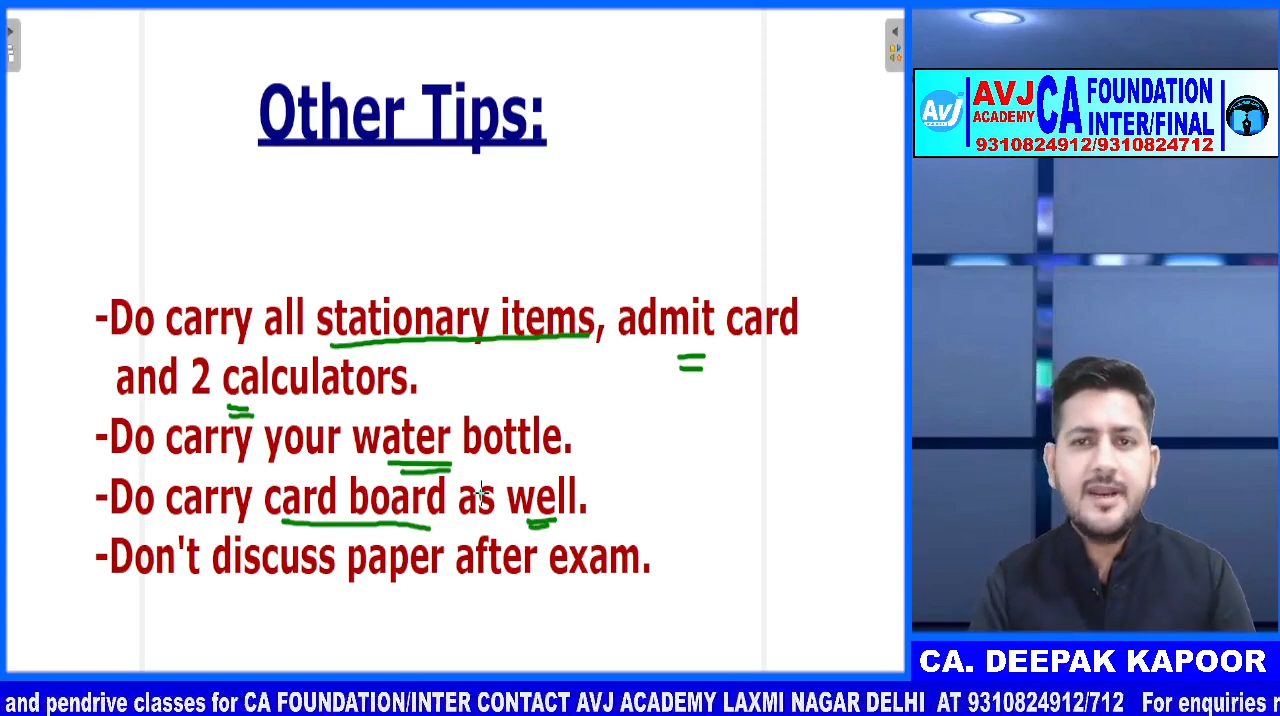 Other Tips:
-Do carry all stationary items, admit card
and 2 calculators.
-Do carry your water bottle.
-Do carry card board as well.
-Don't discuss paper after exam.
AVJ
AVJ ACADEMY
CA
FOUNDATION
INTER/FINAL
9310824912/9310824712
CA. DEEPAK KAPOOR
and pendrive classes for CA FOUNDATION/INTER CONTACT AVJ ACADEMY LAXMI NAGAR DELHI AT 9310824912/712 For enquiries